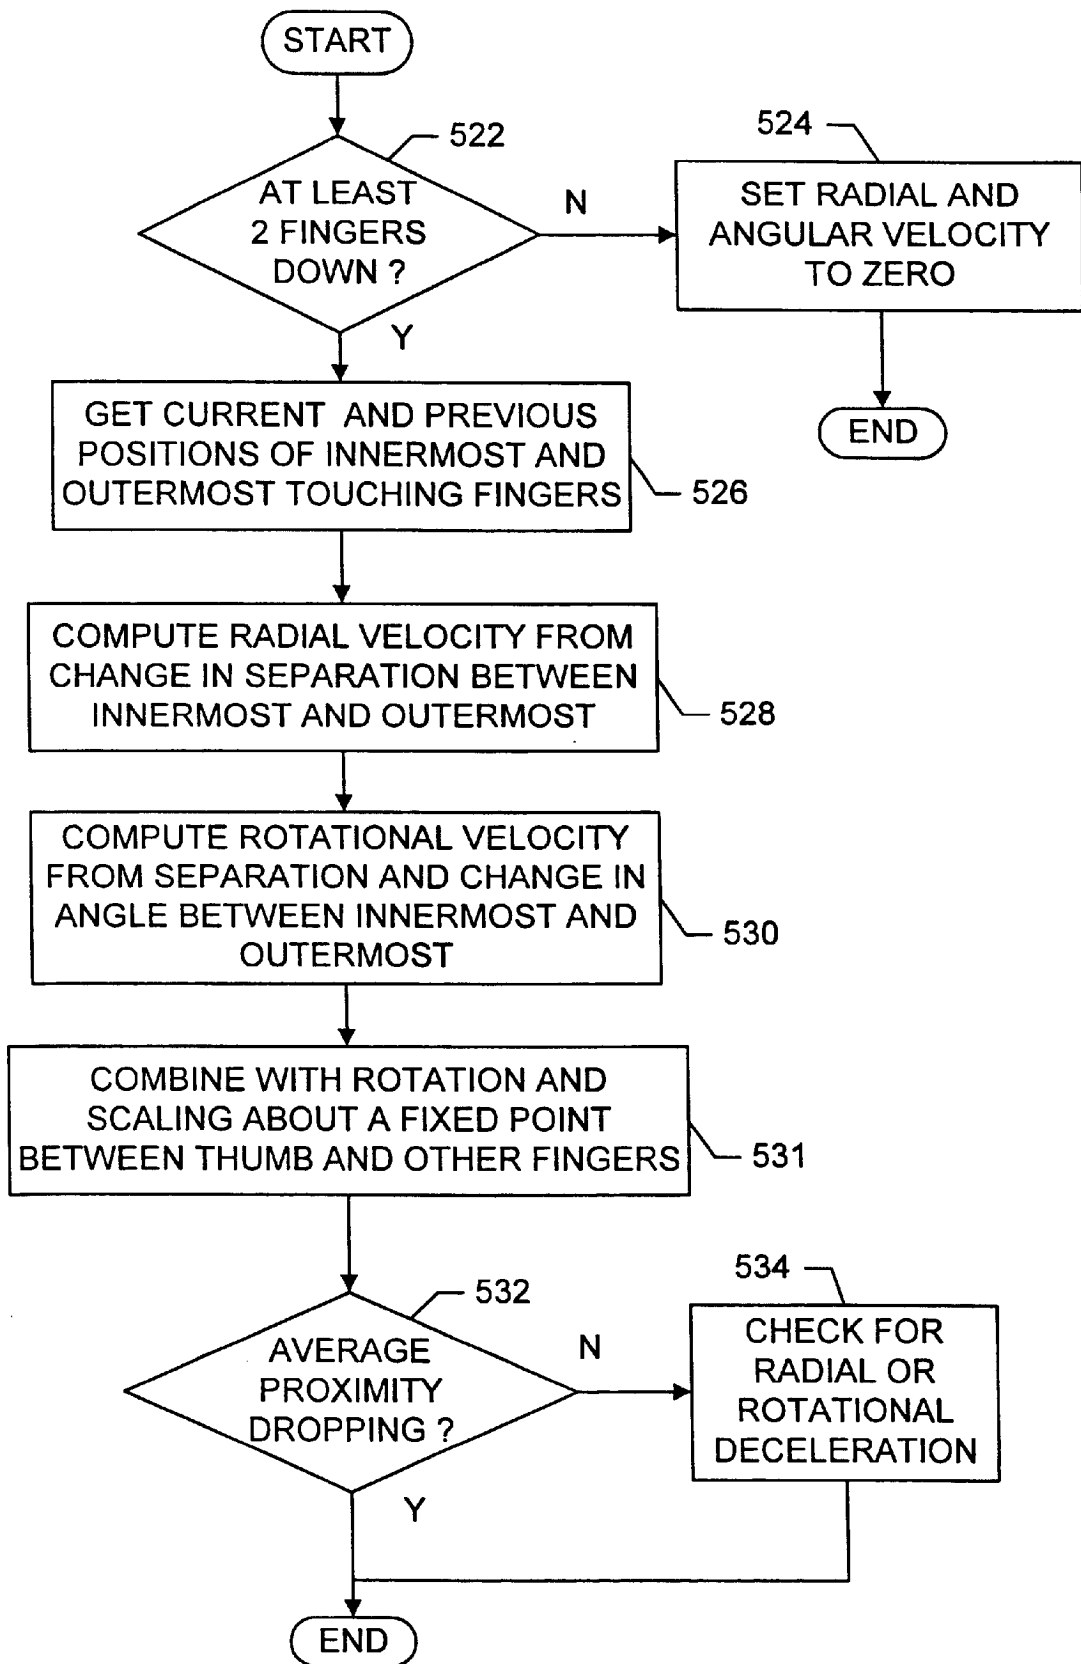 START
522
AT LEAST
2 FINGERS
DOWN ?
N
Y
524
SET RADIAL AND
ANGULAR VELOCITY
TO ZERO
END
GET CURRENT AND PREVIOUS
POSITIONS OF INNERMOST AND
OUTERMOST TOUCHING FINGERS
526
COMPUTE RADIAL VELOCITY FROM
CHANGE IN SEPARATION BETWEEN
INNERMOST AND OUTERMOST
528
COMPUTE ROTATIONAL VELOCITY
FROM SEPARATION AND CHANGE IN
ANGLE BETWEEN INNERMOST AND
OUTERMOST
530
COMBINE WITH ROTATION AND
SCALING ABOUT A FIXED POINT
BETWEEN THUMB AND OTHER FINGERS
531
532
AVERAGE
PROXIMITY
DROPPING ?
N
Y
534
CHECK FOR
RADIAL OR
ROTATIONAL
DECELERATION
END